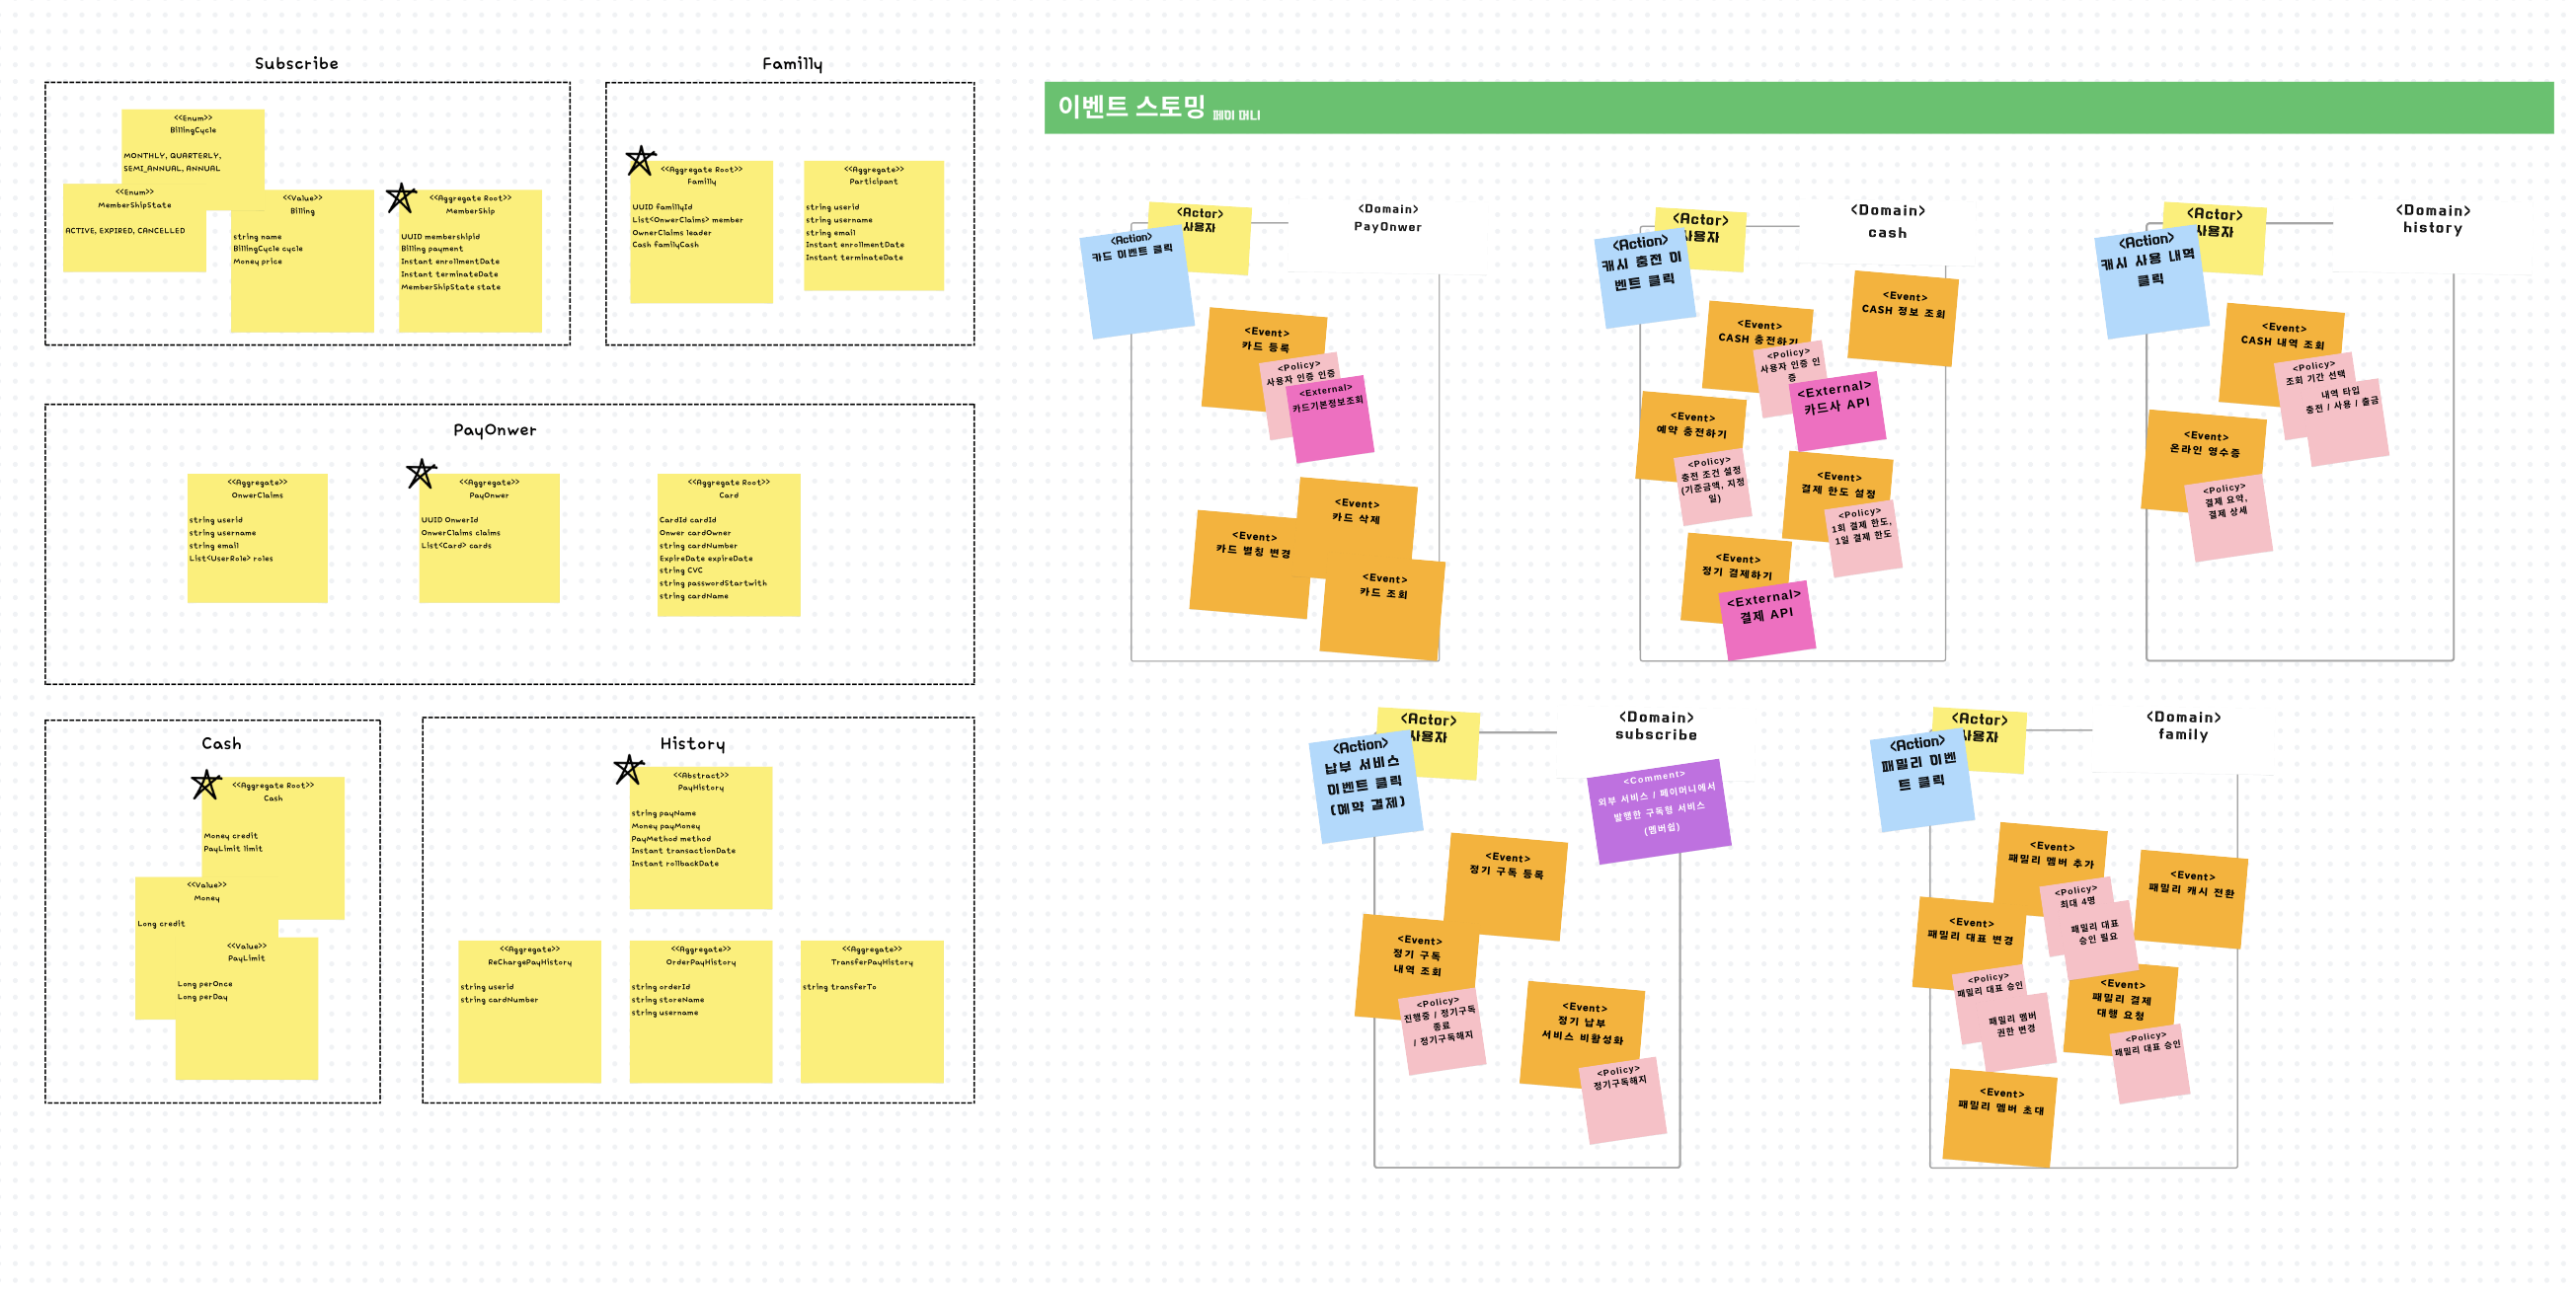 Subscribe
<<Enum>>
BillingCycle
MONTHLY, QUARTERLY,
SEMI_ANNUAL, ANNUAL
<<Enum>>
MemberShipState
ACTIVE, EXPIRED, CANCELLED
<<Value>>
Billing
string name
BillingCycle cycle
Money price
<<Aggregate Root>>
MemberShip
UUID membershipid
Billing payment
Instant enrollmentDate
Instant terminateDate
MemberShipState state
Familly
<<Aggregate Root>>
Familly
UUID famillyId
List<OnwerClaims> member
OwnerClaims leader
Cash familyCash
<<Aggregate>>
Participant
string userid
string username
string email
Instant enrollmentDate
Instant terminateDate
PayOnwer
<<Aggregate>>
OnwerClaims
string userid
string username
string email
List<UserRole> roles
<<Aggregate>>
PayOnwer
UUID OnwerId
OnwerClaims claims
List<Card> cards
<<Aggregate Root>>
Card
CardId cardId
Onwer cardOwner
string cardNumber
ExpireDate expireDate
string CVC
string passwordStartwith
string cardName
Cash
<<Aggregate Root>>
Cash
Money credit
PayLimit limit
<<Value>>
Money
Long credit
<<Value>>
PayLimit
Long perOnce
Long perDay
History
<<Abstract>>
PayHistory
string payName
Money payMoney
PayMethod method
Instant transactionDate
Instant rollbackDate
<<Aggregate>>
ReChargePayHistory
string userid
string cardNumber
<<Aggregate>>
OrderPayHistory
string orderId
string storeName
string username
<<Aggregate>>
TransferPayHistory
string transferTo
이벤트 스토밍 페이 머니
<Domain>
PayOnwer
<Actor>
사용자
<Action>
카드 이벤트 클릭
<Event>
카드 등록
<Policy>
사용자 인증 인증
<External>
카드기본정보조회
<Event>
카드 삭제
<Event>
카드 별칭 변경
<Event>
카드 조회
<Domain>
cash
<Actor>
사용자
<Action>
캐시 충전 이
벤트 클릭
<Event>
CASH 정보 조회
<Event>
CASH 충전하기
<Policy>
사용자 인증 인
증
<External>
카드사 API
<Event>
예약 충전하기
<Policy>
충전 조건 설정
(기준금액, 지정
일)
<Event>
결제 한도 설정
<Policy>
1회 결제 한도,
1일 결제 한도
<Event>
정기 결제하기
<External>
결제 API
<Domain>
history
<Actor>
사용자
<Action>
캐시 사용 내역
클릭
<Event>
CASH 내역 조회
<Policy>
조회 기간 선택
내역 타입
충전 / 사용 / 출금
<Event>
온라인 영수증
<Policy>
결제 요약,
결제 상세
<Domain>
subscribe
<Actor>
사용자
<Action>
납부 서비스
이벤트 클릭
(예약 결제)
<Comment>
외부 서비스 / 페이머니에서
발행한 구독형 서비스
(멤버쉽)
<Event>
정기 구독 등록
<Event>
정기 구독
내역 조회
<Policy>
진행중 / 정기구독
종료
/ 정기구독해지
<Event>
정기 납부
서비스 비활성화
<Policy>
정기구독해지
<Domain>
family
<Actor>
사용자
<Action>
패밀리 이벤
트 클릭
<Event>
패밀리 멤버 추가
<Policy>
최대 4명
패밀리 대표
승인 필요
<Event>
패밀리 캐시 전환
<Event>
패밀리 대표 변경
<Policy>
패밀리 대표 승인
패밀리 멤버
권한 변경
<Event>
패밀리 결제
대행 요청
<Policy>
패밀리 대표 승인
<Event>
패밀리 멤버 초대